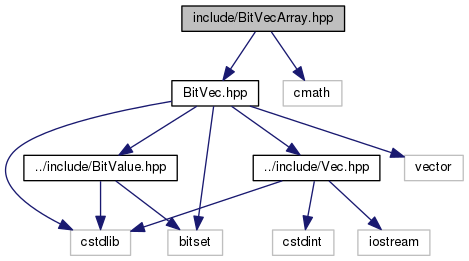 include/BitVecArray.hpp
BitVec.hpp
cmath
../include/BitValue.hpp
../include/Vec.hpp
vector
cstdlib
bitset
cstdint
iostream